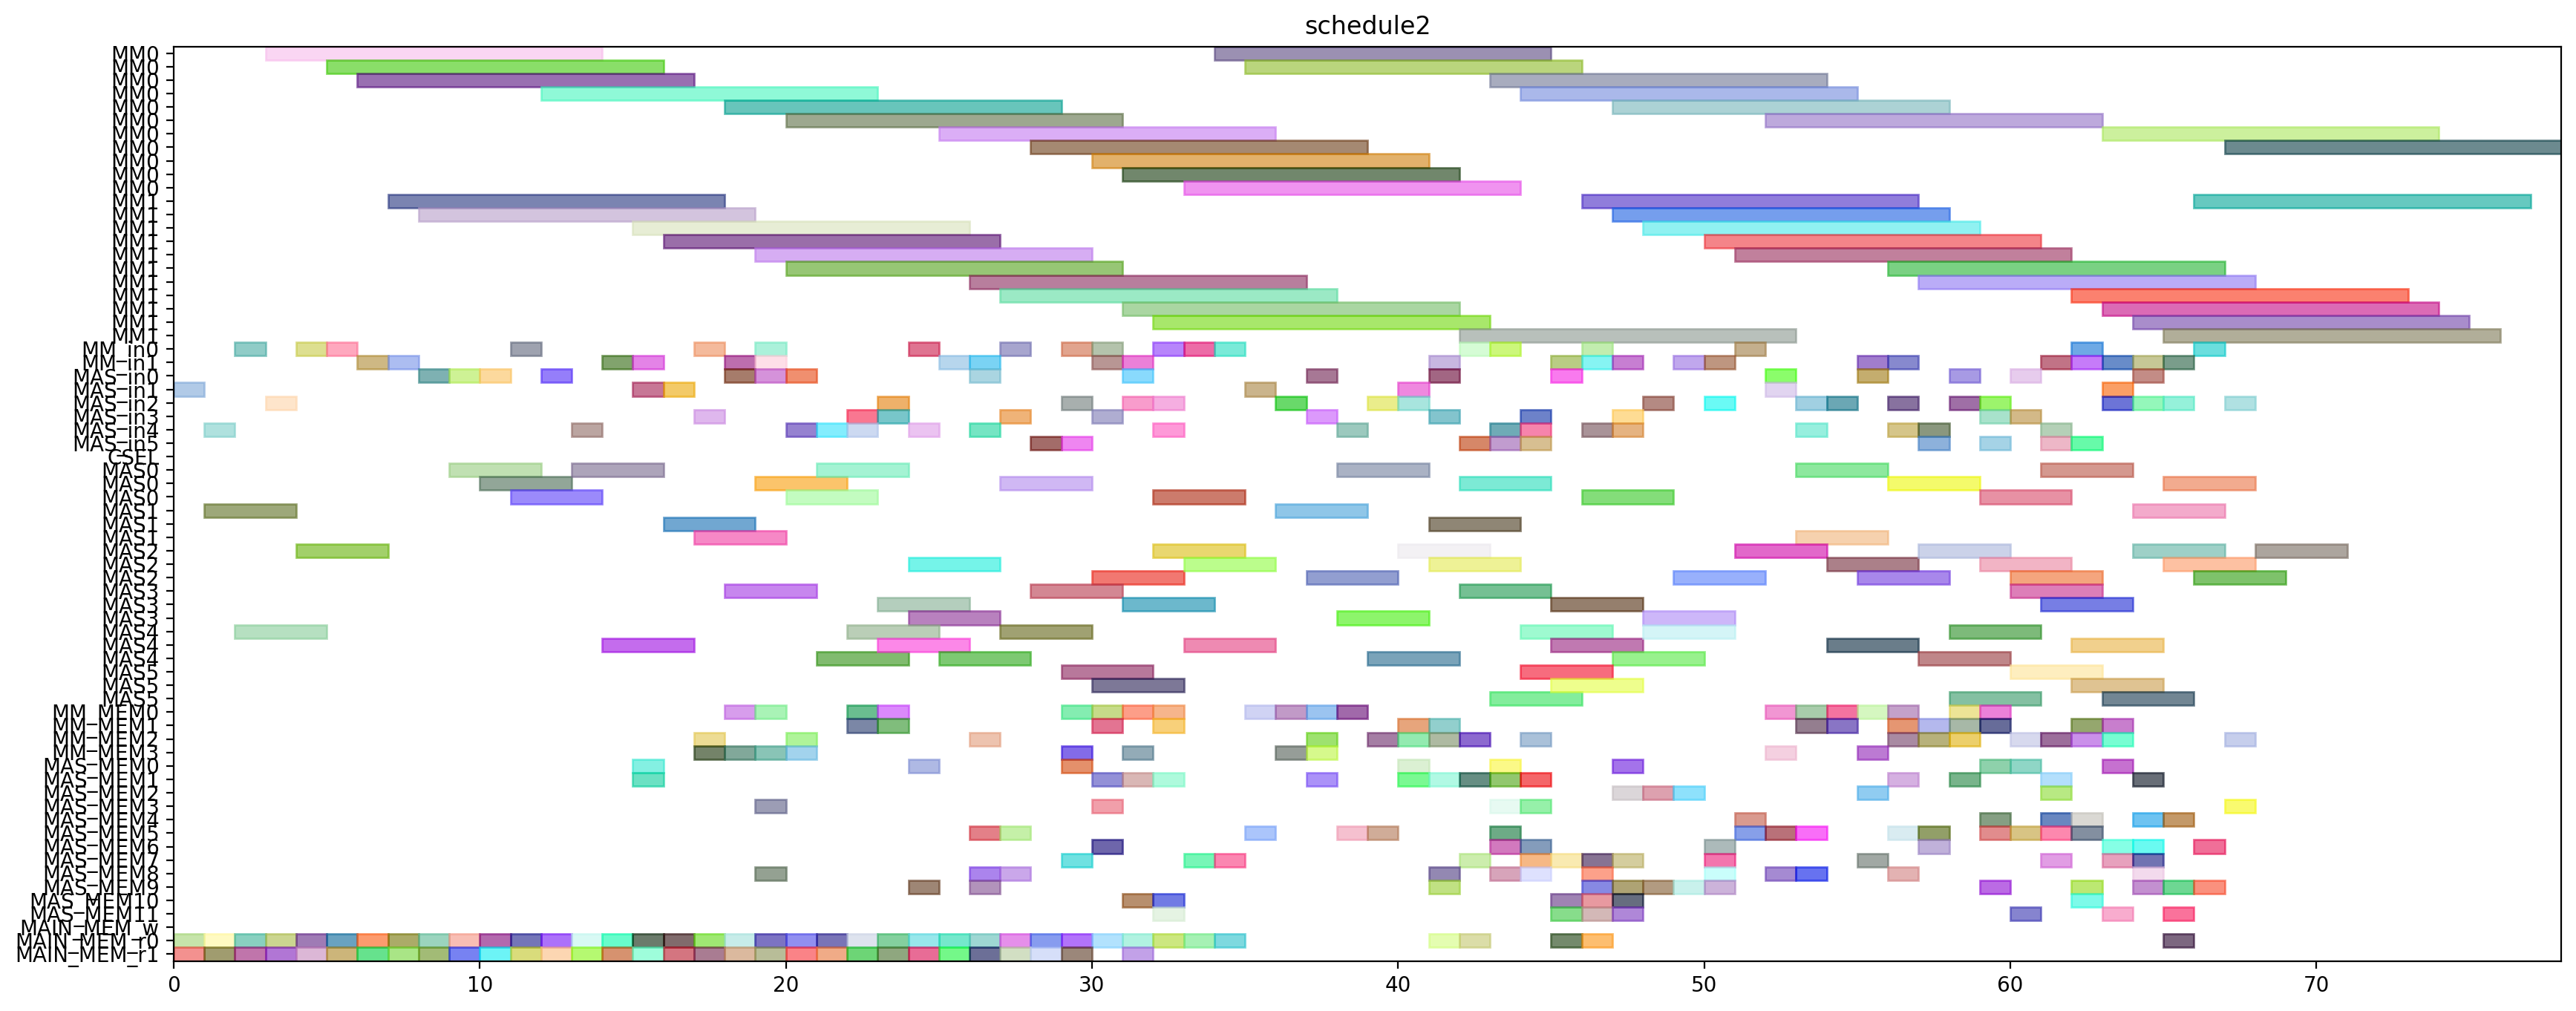 schedule2
MM0
MM0
MM0
MM0
MM0
MM0
MM0
MM0
MM0
MM0
MM0
MM1
MM1
MM1
MM1
MM1
MM1
MM1
MM1
MM1
MM1
MM1
MM_in0
MM_in1
MAS_in0
MAS_in1
MAS_in2
MAS_in3
MAS_in4
MAS_in5
CSEL
MAS0
MAS0
MAS0
MAS1
MAS1
MAS1
MAS2
MAS2
MAS2
MAS3
MAS3
MAS3
MAS4
MAS4
MAS4
MAS5
MAS5
MAS5
MM_MEM0
MM_MEM1
MM_MEM2
MM_MEM3
MAS_MEM0
MAS_MEM1
MAS_MEM2
MAS_MEM3
MAS_MEM4
MAS_MEM5
MAS_MEM6
MAS_MEM7
MAS_MEM8
MAS_MEM9
MAS_MEM10
MAS_MEM11
MAIN_MEM_w
MAIN_MEM_r0
MAIN_MEM_r1
0 10 20 30 40 50 60 70